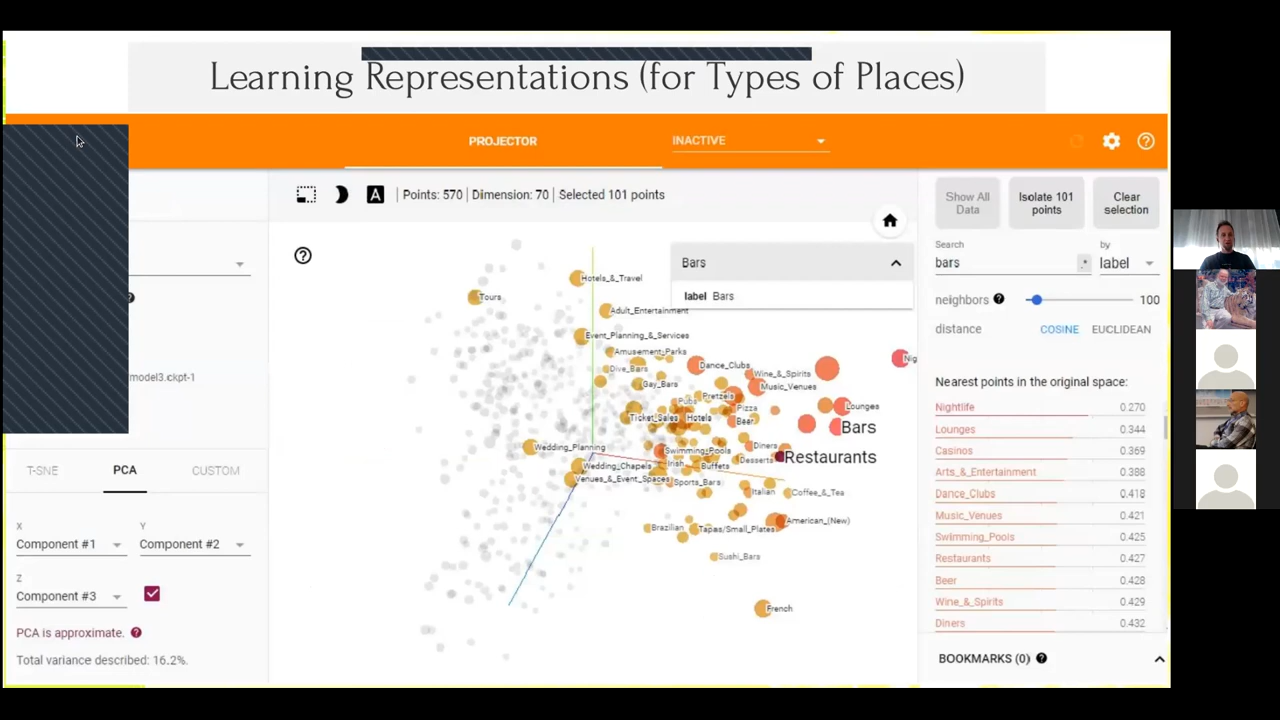 Learning Representations (for Types of Places)
PROJECTOR
INACTIVE
Points: 570 | Dimension: 70 | Selected 101 points
A
Show All Data
Isolate 101 points
Clear selection
Search
bars
.*
by
label
neighbors
100
distance
COSINE
EUCLIDEAN
Nearest points in the original space:
Nightlife 0.270
Lounges 0.344
Casinos 0.369
Arts_&_Entertainment 0.388
Dance_Clubs 0.418
Music_Venues 0.421
Swimming_Pools 0.425
Restaurants 0.427
Beer 0.428
Wine_&_Spirits 0.429
Diners 0.432
BOOKMARKS (0)
Bars
label Bars
Hotels_&_Travel
Tours
Adult_Entertainment
Event_Planning_&_Services
Amusement_Parks
Dive_Bars
Dance_Clubs
Nig
Wine_&_Spirits
Gay_Bars
Music_Venues
Pubs
Pretzels
Pizza
Lounges
Ticket_Sales
Hotels
Beer
Bars
Wedding_Planning
Swimming_Pools
Diners
Restaurants
Wedding_Chapels
Irish
Buffets
Desserts
Venues_&_Event_Spaces
Sports_Bars
Italian
Coffee_&_Tea
Brazilian
Tapas/Small_Plates
American_(New)
Sushi_Bars
French
model3.ckpt-1
T-SNE
PCA
CUSTOM
X
Component #1
Y
Component #2
Z
Component #3
PCA is approximate.
Total variance described: 16.2%.